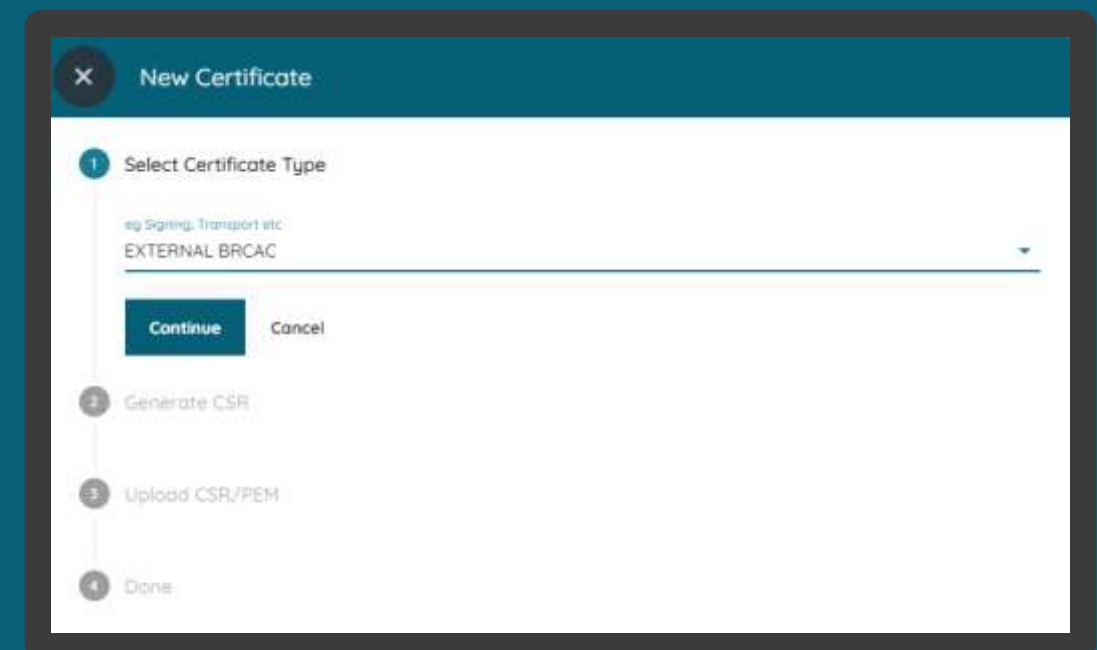 × New Certificate
1 Select Certificate Type
eg Signing, Transport etc
EXTERNAL BRCAC
Continue Cancel
2 Generate CSR
3 Upload CSR/PEM
4 Done